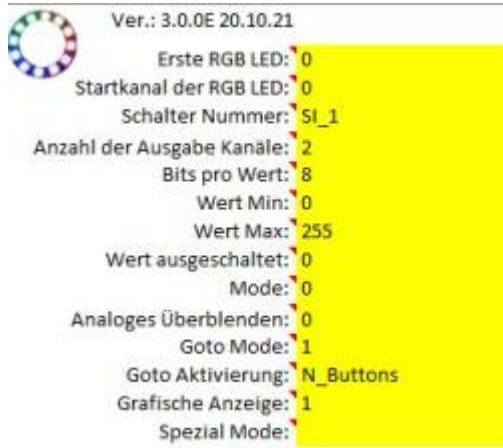 Ver.: 3.0.0E 20.10.21
Erste RGB LED: 0
Startkanal der RGB LED: 0
Schalter Nummer: SI_1
Anzahl der Ausgabe Kanäle: 2
Bits pro Wert: 8
Wert Min: 0
Wert Max: 255
Wert ausgeschaltet: 0
Mode: 0
Analoges Überblenden: 0
Goto Mode: 1
Goto Aktivierung: N_Buttons
Grafische Anzeige: 1
Spezial Mode: